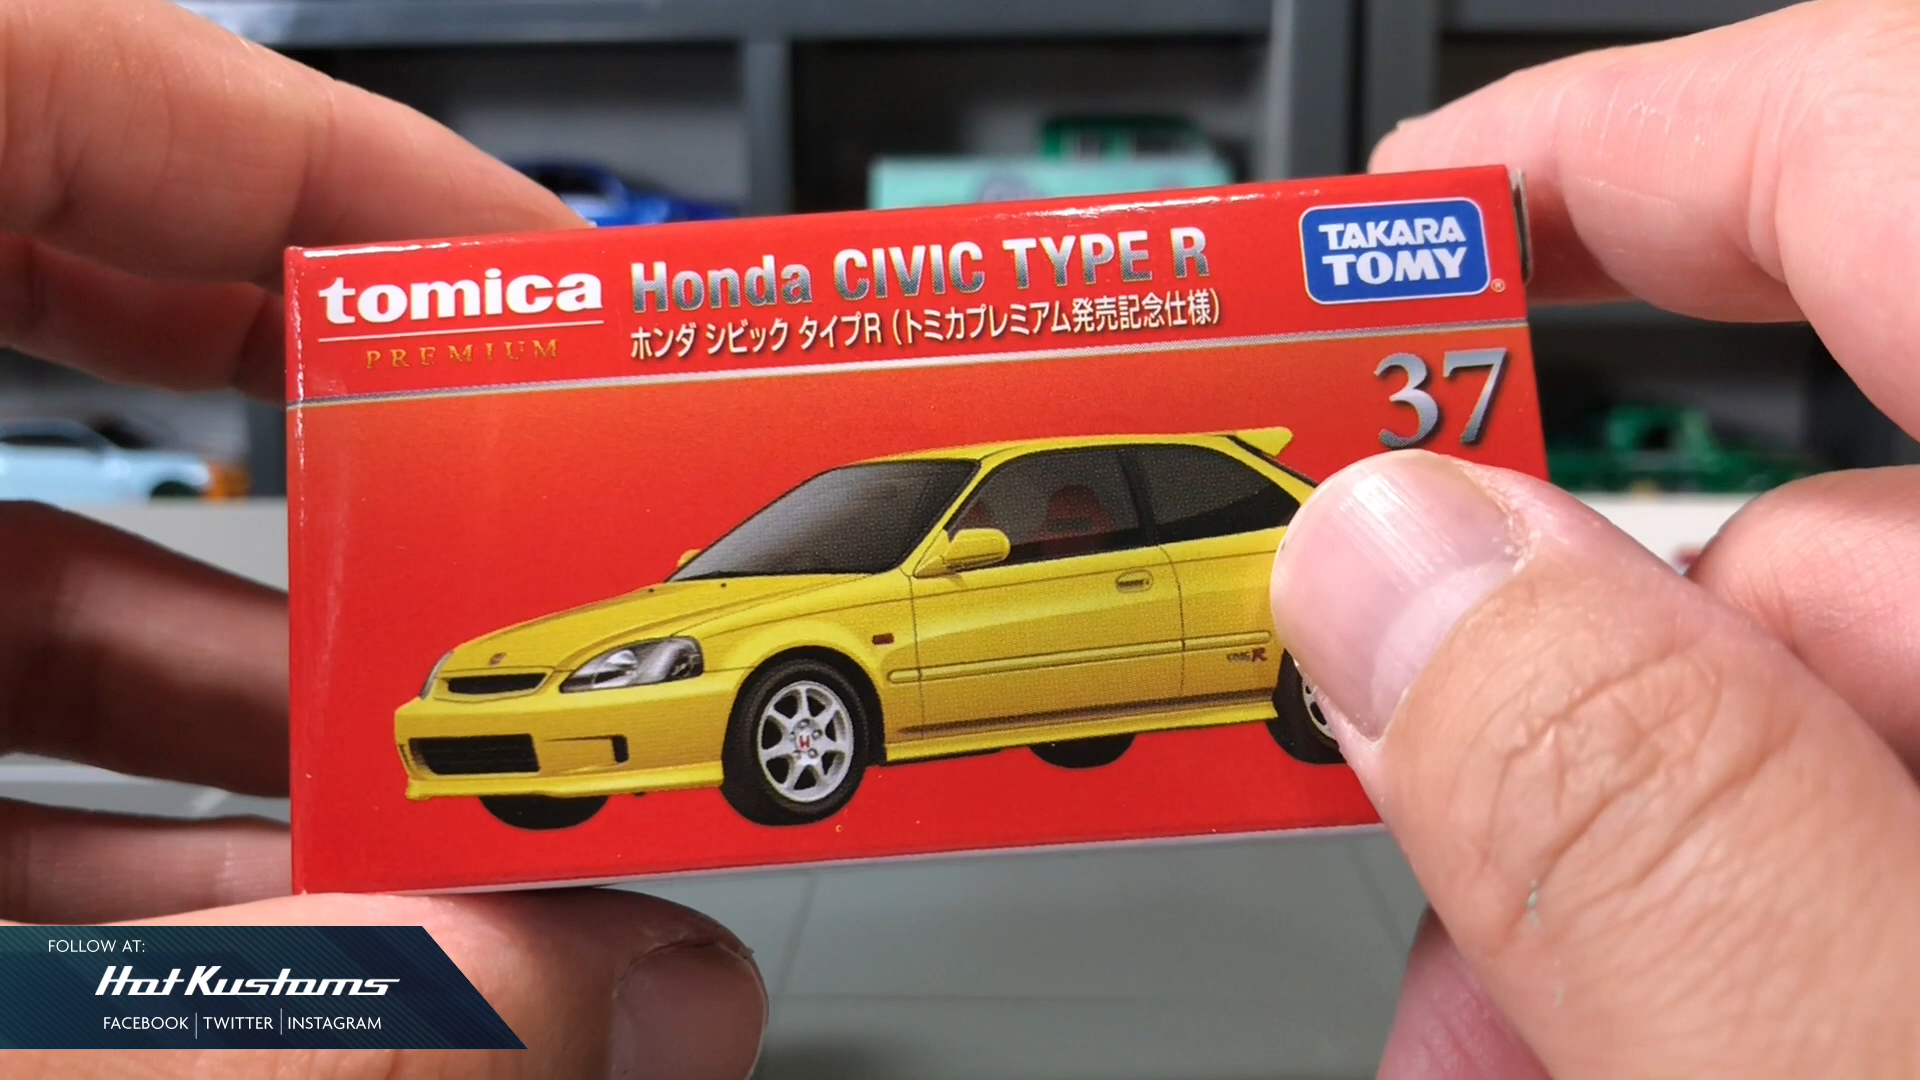 tomica
PREMIUM
Honda CIVIC TYPE R
ホンダ シビック タイプR (トミカプレミアム発売記念仕様)
TAKARA
TOMY
®
37
R
FOLLOW AT:
HotKustoms
FACEBOOK | TWITTER | INSTAGRAM